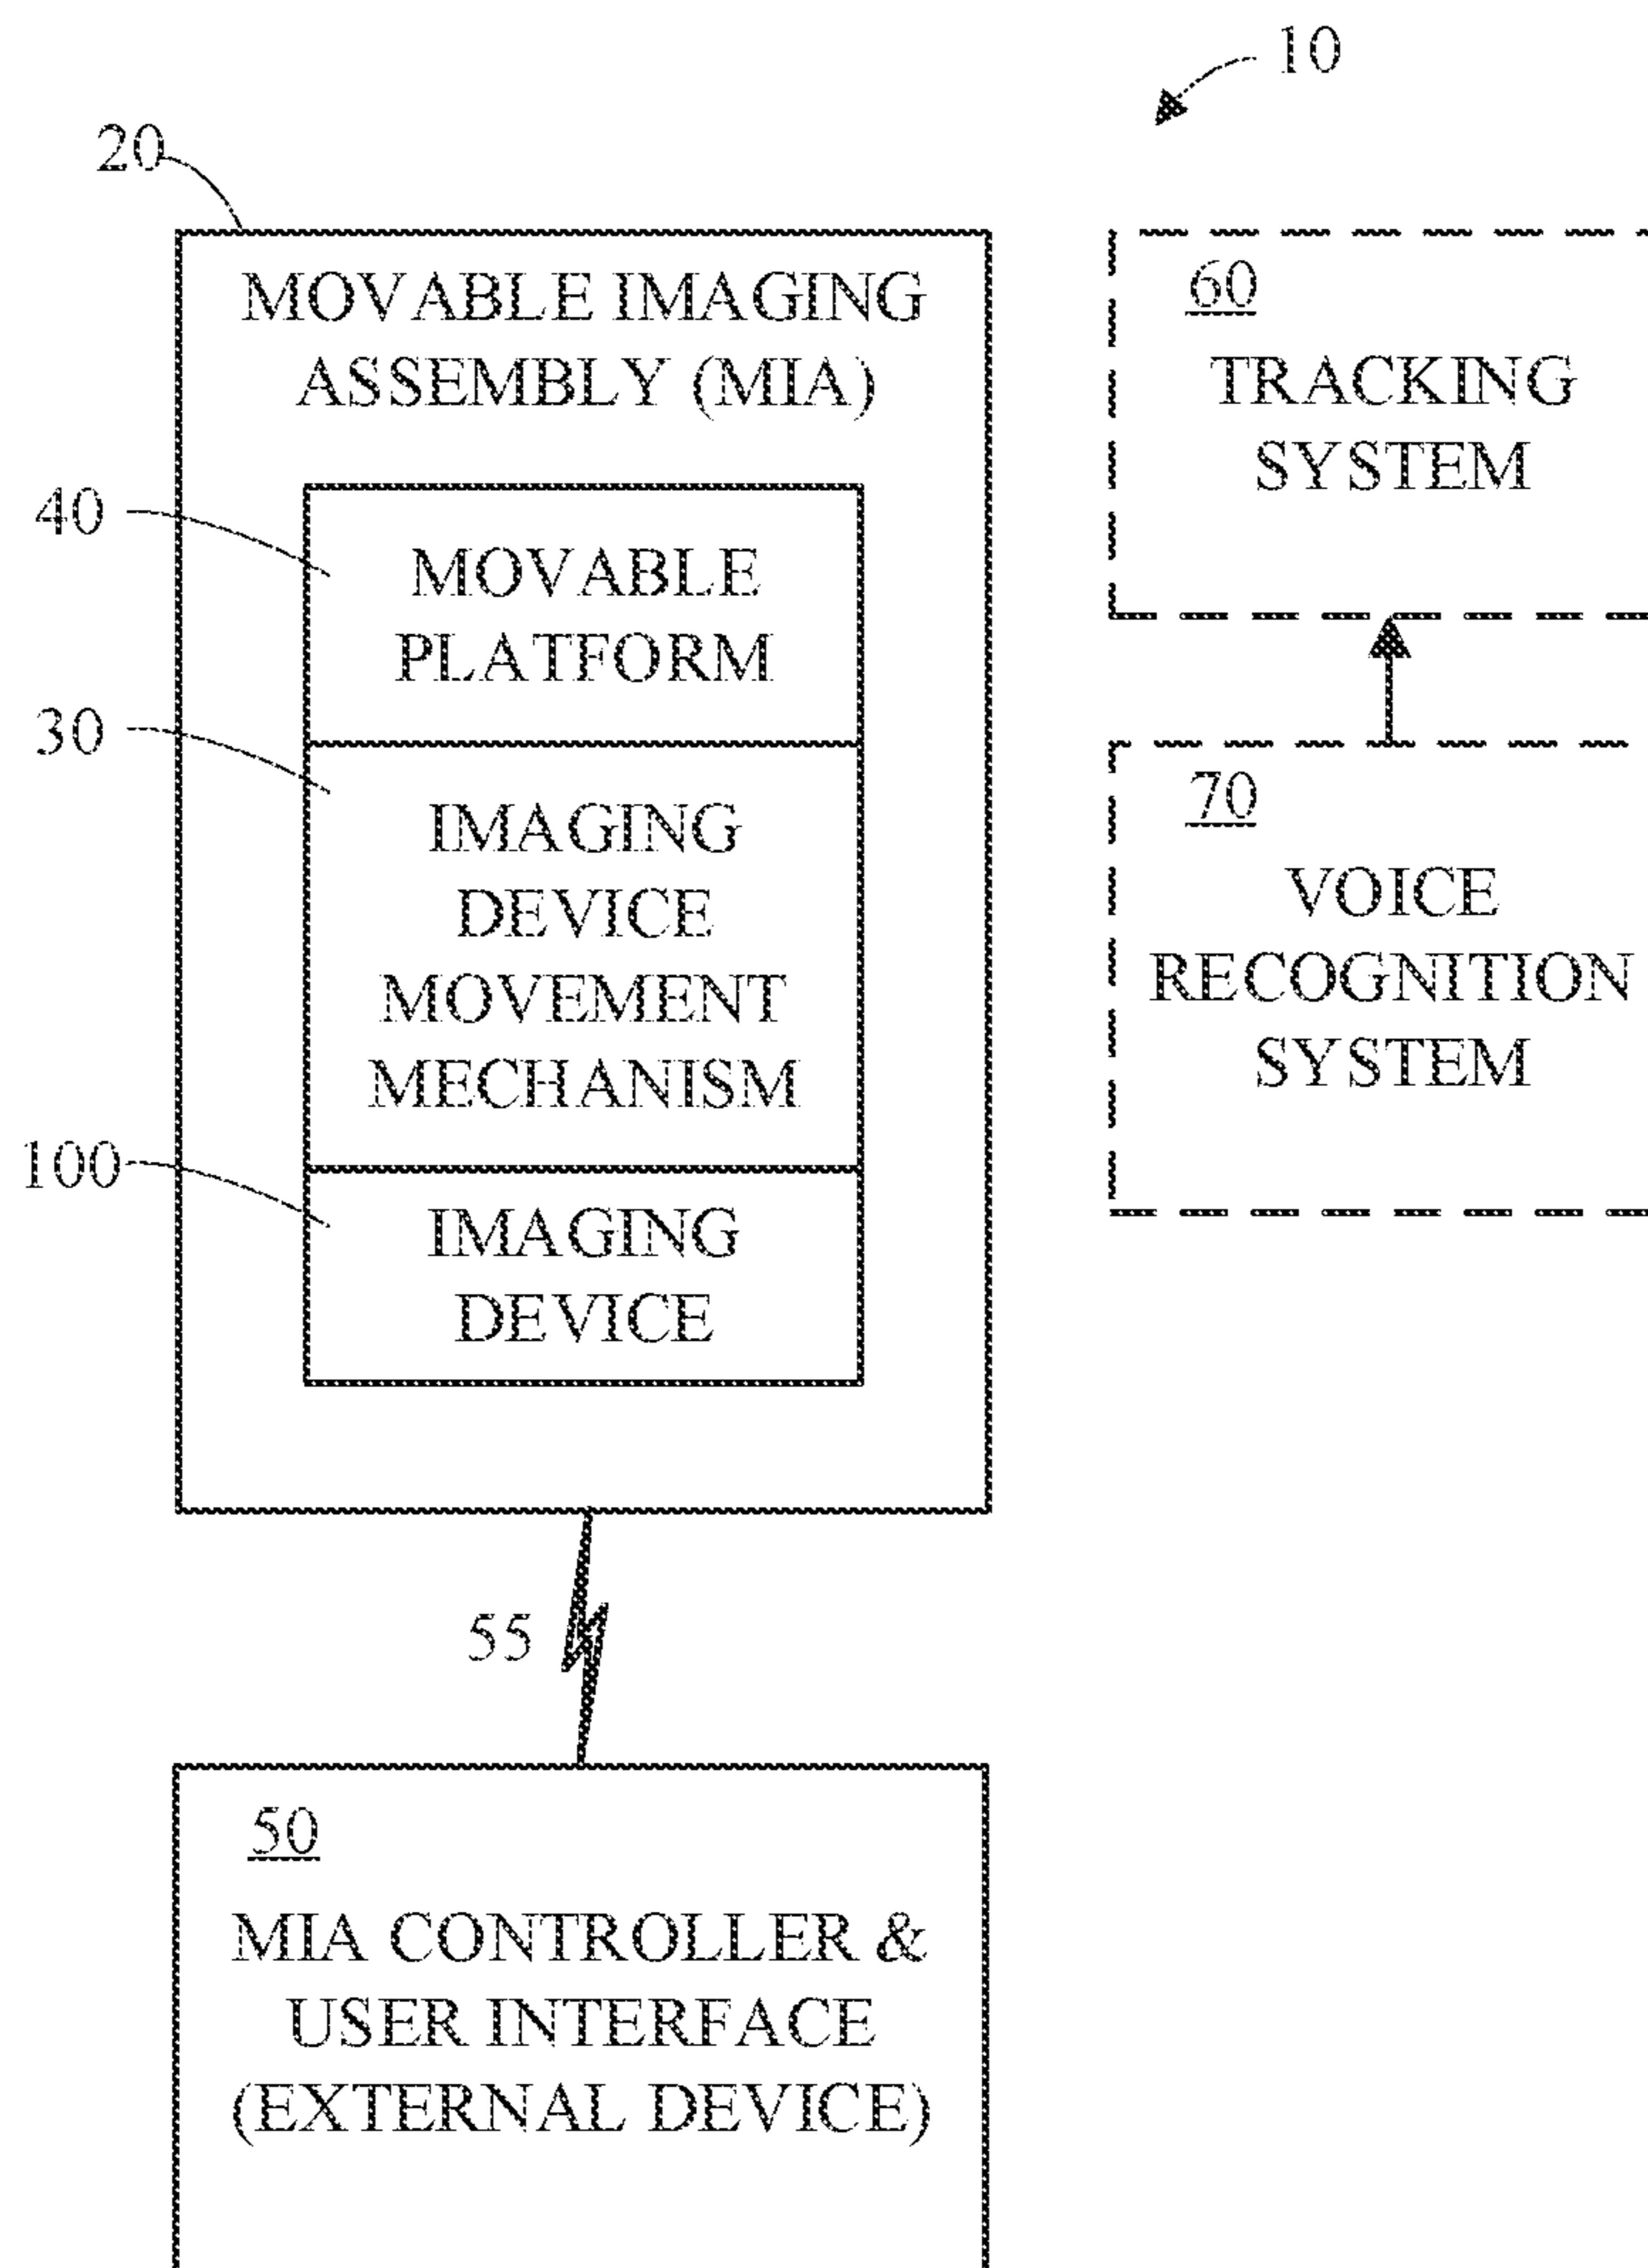 10
20
MOVABLE IMAGING
ASSEMBLY (MIA)
40
MOVABLE
PLATFORM
30
IMAGING
DEVICE
MOVEMENT
MECHANISM
100
IMAGING
DEVICE
60
TRACKING
SYSTEM
70
VOICE
RECOGNITION
SYSTEM
55
50
MIA CONTROLLER &
USER INTERFACE
(EXTERNAL DEVICE)